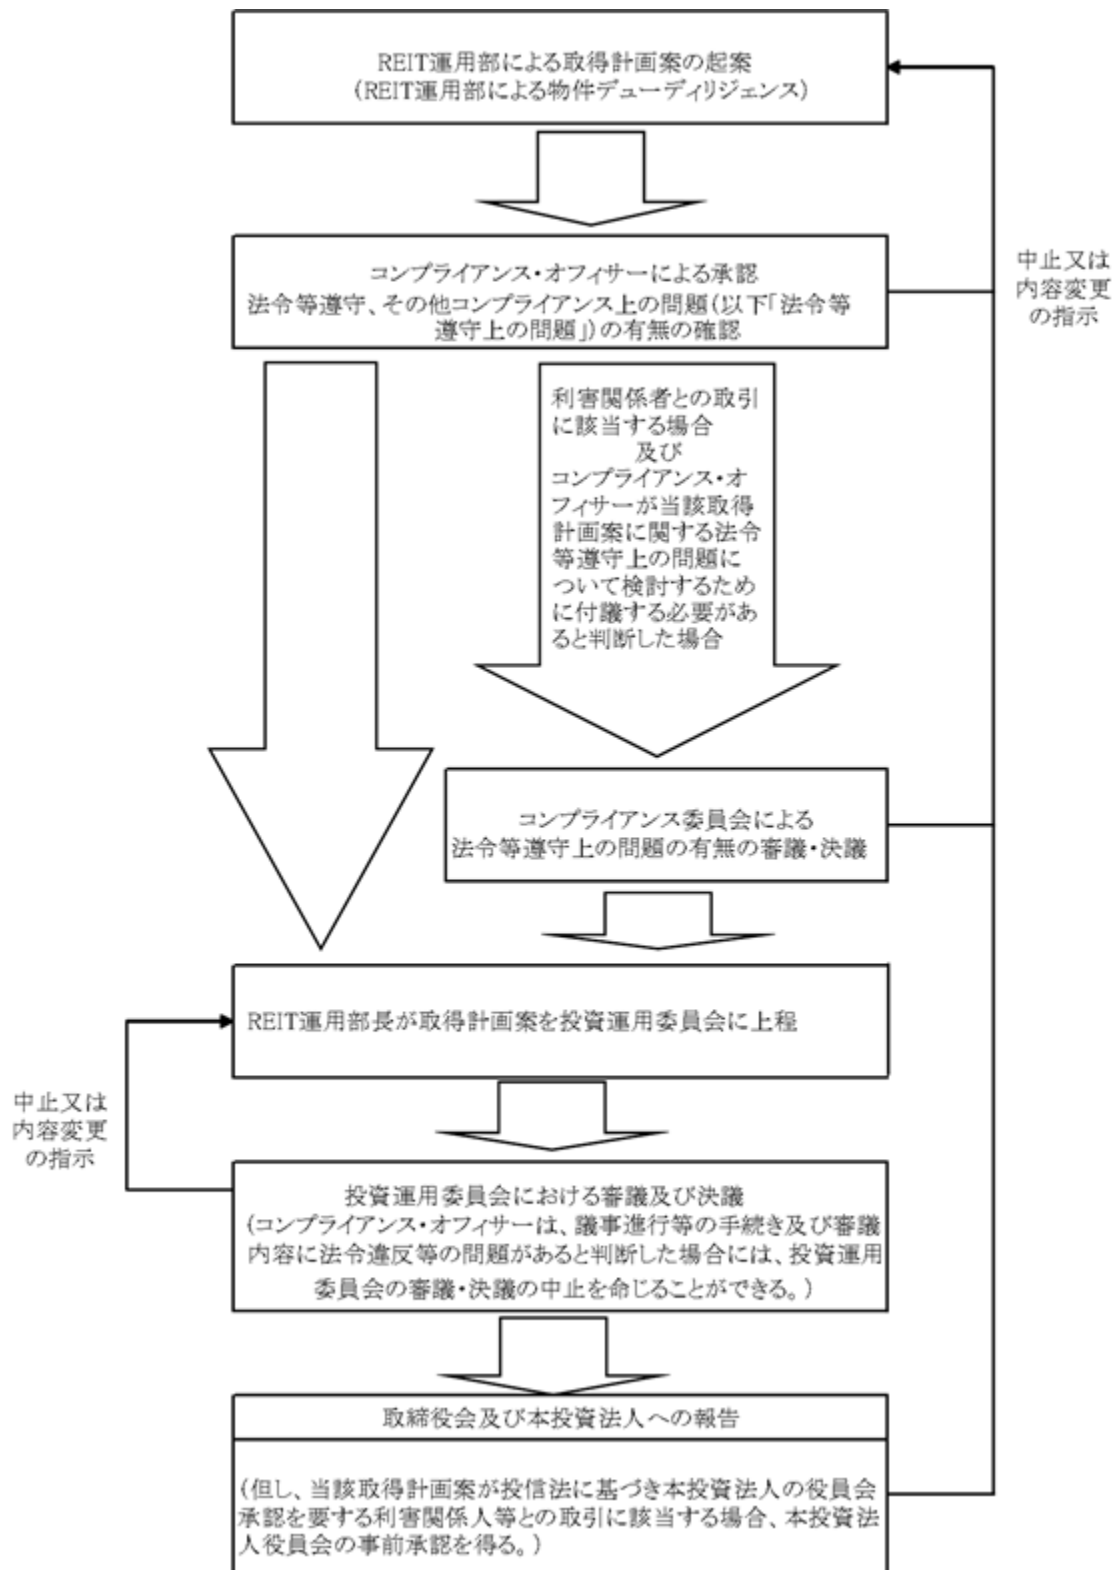 REIT運用部による取得計画案の起案
(REIT運用部による物件デューディリジェンス)
コンプライアンス・オフィサーによる承認
法令等遵守、その他コンプライアンス上の問題(以下「法令等
遵守上の問題」)の有無の確認
中止又は
内容変更
の指示
利害関係者との取引
に該当する場合
及び
コンプライアンス・オ
フィサーが当該取得
計画案に関する法令
等遵守上の問題に
ついて検討するため
に付議する必要があ
ると判断した場合
コンプライアンス委員会による
法令等遵守上の問題の有無の審議・決議
REIT運用部長が取得計画案を投資運用委員会に上程
中止又は
内容変更
の指示
投資運用委員会における審議及び決議
(コンプライアンス・オフィサーは、議事進行等の手続き及び審議
内容に法令違反等の問題があると判断した場合には、投資運用
委員会の審議・決議の中止を命じることができる。)
取締役会及び本投資法人への報告
(但し、当該取得計画案が投信法に基づき本投資法人の役員会
承認を要する利害関係人等との取引に該当する場合、本投資法
人役員会の事前承認を得る。)